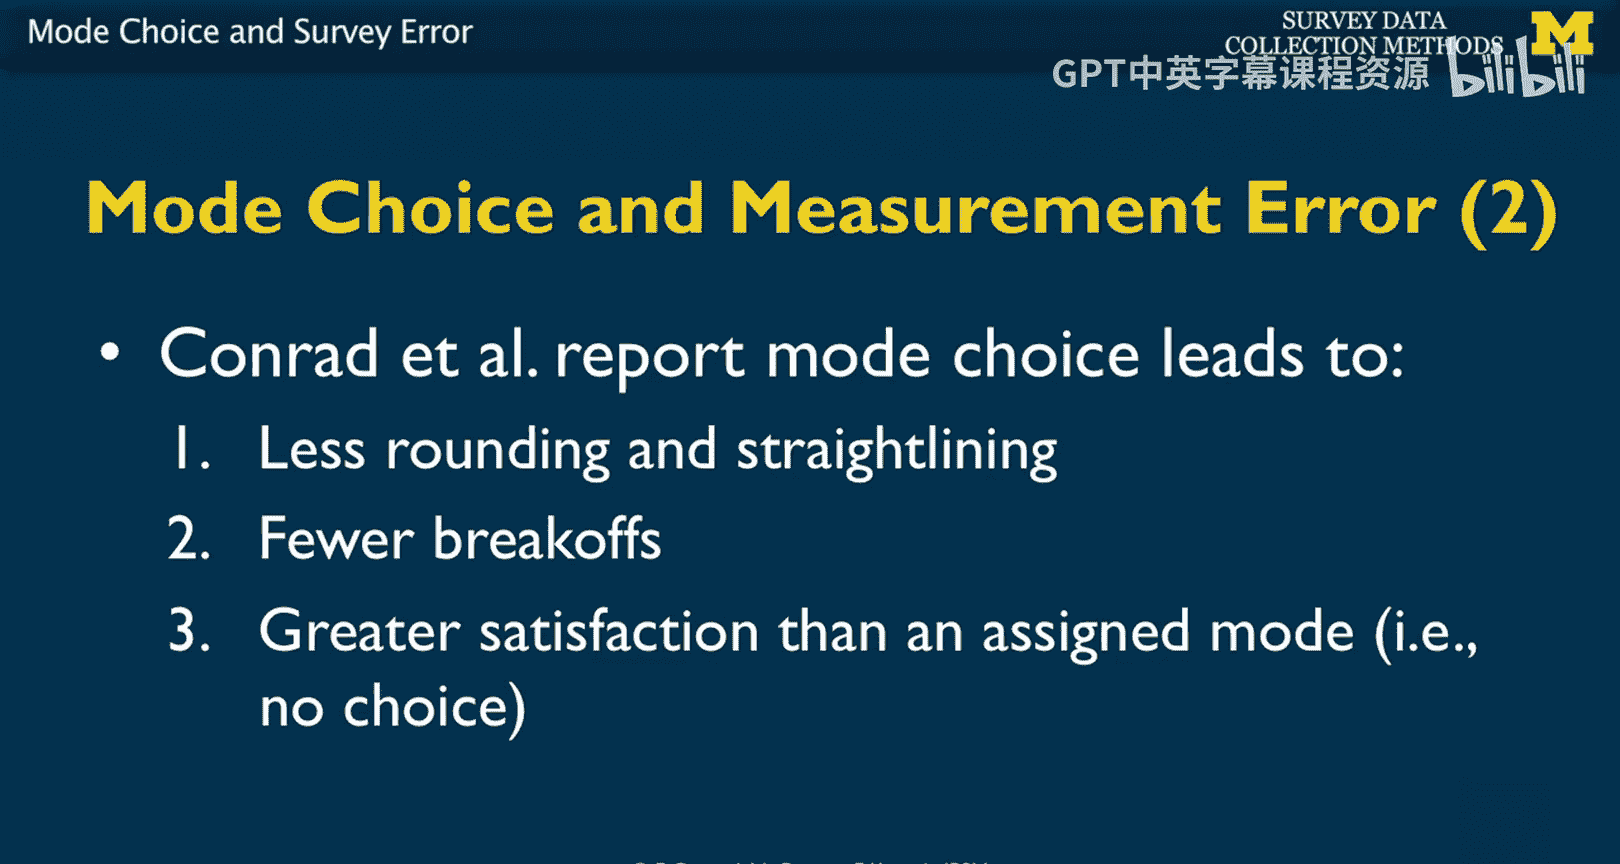 Mode Choice and Survey Error
SURVEY DATA
COLLECTION METHODS
GPT中英字幕课程资源 bilibili
Mode Choice and Measurement Error (2)
• Conrad et al. report mode choice leads to:
1. Less rounding and straightlining
2. Fewer breakoffs
3. Greater satisfaction than an assigned mode (i.e.,
no choice)